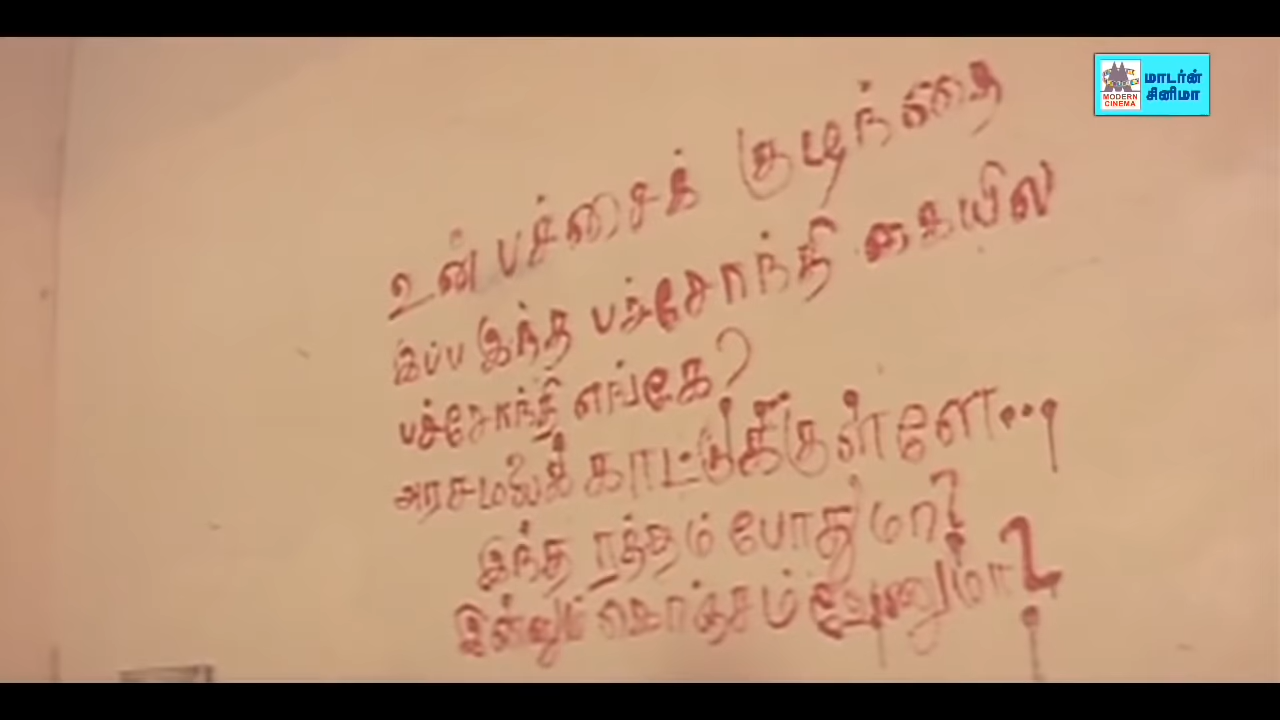 மாடர்ன்
சினிமா
MODERN
CINEMA
உன் பச்சைக் குழந்தை
இப்ப இந்த பச்சோந்தி கையில
பச்சோந்தி எங்கே?
அரசமலைக் காட்டுக்குள்ளே...
இந்த ரத்தம் போதுமா?
இன்னும் கொஞ்சம் வேணுமா?